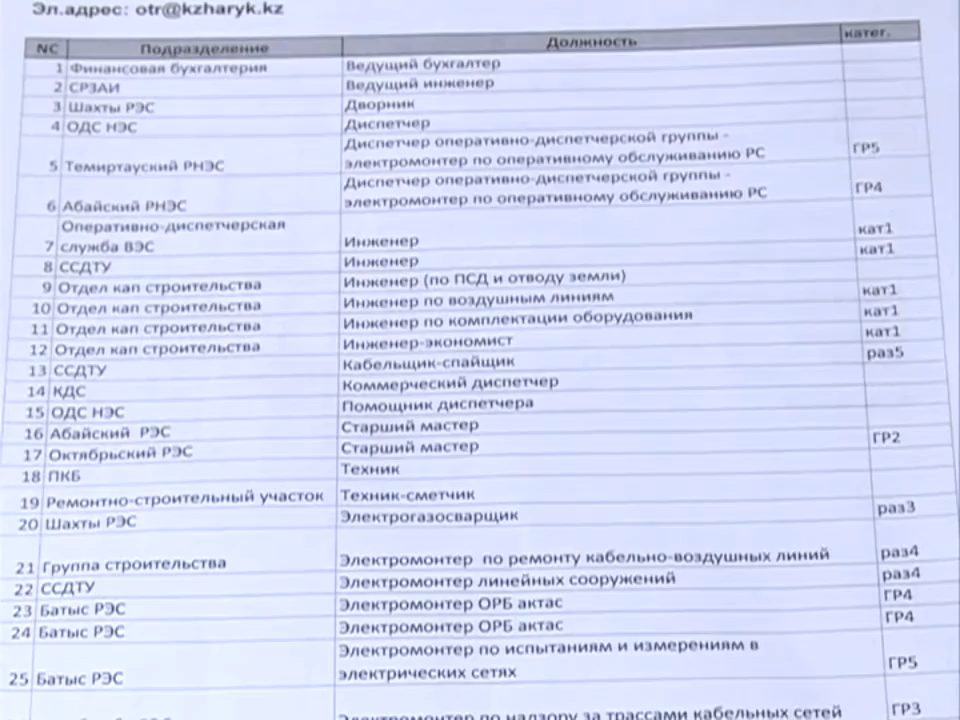 Эл.адрес: otr@kzharyk.kz
NC Подразделение Должность катег.
1 Финансовая бухгалтерия Ведущий бухгалтер
2 СРЗАИ Ведущий инженер
3 Шахты РЭС Дворник
4 ОДС НЭС Диспетчер
Диспетчер оперативно-диспетчерской группы -
5 Темиртауский РНЭС электромонтер по оперативному обслуживанию РС ГР5
Диспетчер оперативно-диспетчерской группы -
6 Абайский РНЭС электромонтер по оперативному обслуживанию РС ГР4
Оперативно-диспетчерская
7 служба ВЭС Инженер кат1
8 ССДТУ Инженер кат1
9 Отдел кап строительства Инженер (по ПСД и отводу земли)
10 Отдел кап строительства Инженер по воздушным линиям кат1
11 Отдел кап строительства Инженер по комплектации оборудования кат1
12 Отдел кап строительства Инженер-экономист кат1
13 ССДТУ Кабельщик-спайщик раз5
14 КДС Коммерческий диспетчер
15 ОДС НЭС Помощник диспетчера
16 Абайский РЭС Старший мастер
17 Октябрьский РЭС Старший мастер ГР2
18 ПКБ Техник
19 Ремонтно-строительный участок Техник-сметчик
20 Шахты РЭС Электрогазосварщик раз3
21 Группа строительства Электромонтер по ремонту кабельно-воздушных линий раз4
22 ССДТУ Электромонтер линейных сооружений раз4
23 Батыс РЭС Электромонтер ОРБ актас ГР4
24 Батыс РЭС Электромонтер ОРБ актас ГР4
Электромонтер по испытаниям и измерениям в
25 Батыс РЭС электрических сетях ГР5
Электромонтер по надзору за трассами кабельных сетей ГР3